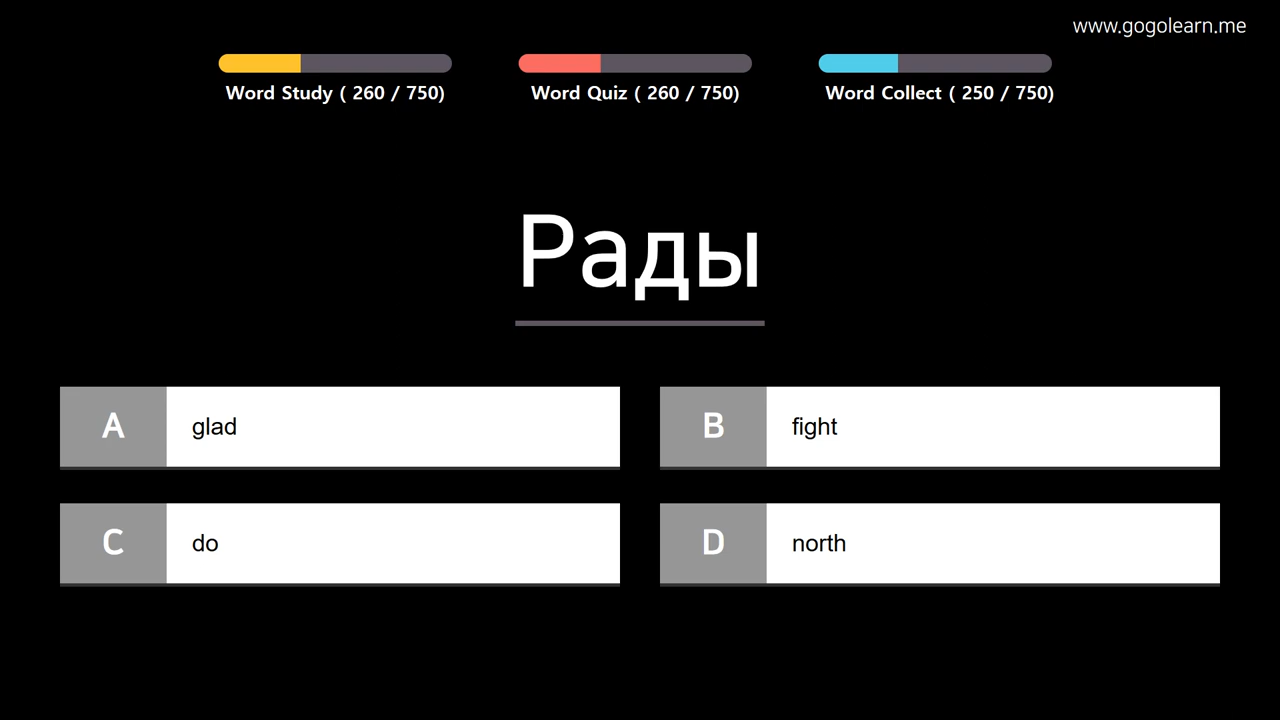 www.gogolearn.me
Word Study ( 260 / 750)
Word Quiz ( 260 / 750)
Word Collect ( 250 / 750)
Рады
A glad
B fight
C do
D north